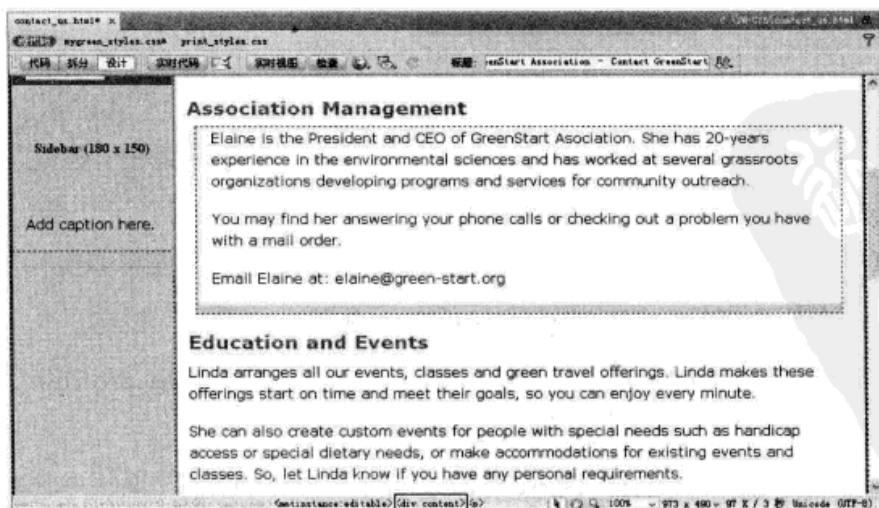 contact_us.html* x
mygreen_styles.css* print_styles.css
代码 拆分 设计 实时代码 实时视图 检查 标题: enStart Association - Contact GreenStart
Association Management
Elaine is the President and CEO of GreenStart Asociation. She has 20-years
experience in the environmental sciences and has worked at several grassroots
organizations developing programs and services for community outreach.
You may find her answering your phone calls or checking out a problem you have
with a mail order.
Email Elaine at: elaine@green-start.org
Sidebar (180 x 150)
Add caption here.
Education and Events
Linda arranges all our events, classes and green travel offerings. Linda makes these
offerings start on time and meet their goals, so you can enjoy every minute.
She can also create custom events for people with special needs such as handicap
access or special dietary needs, or make accommodations for existing events and
classes. So, let Linda know if you have any personal requirements.
<mmtinstance:editable> <div.content> <p> 100% 973 x 490 97 K / 3 秒 Unicode (UTF-8)